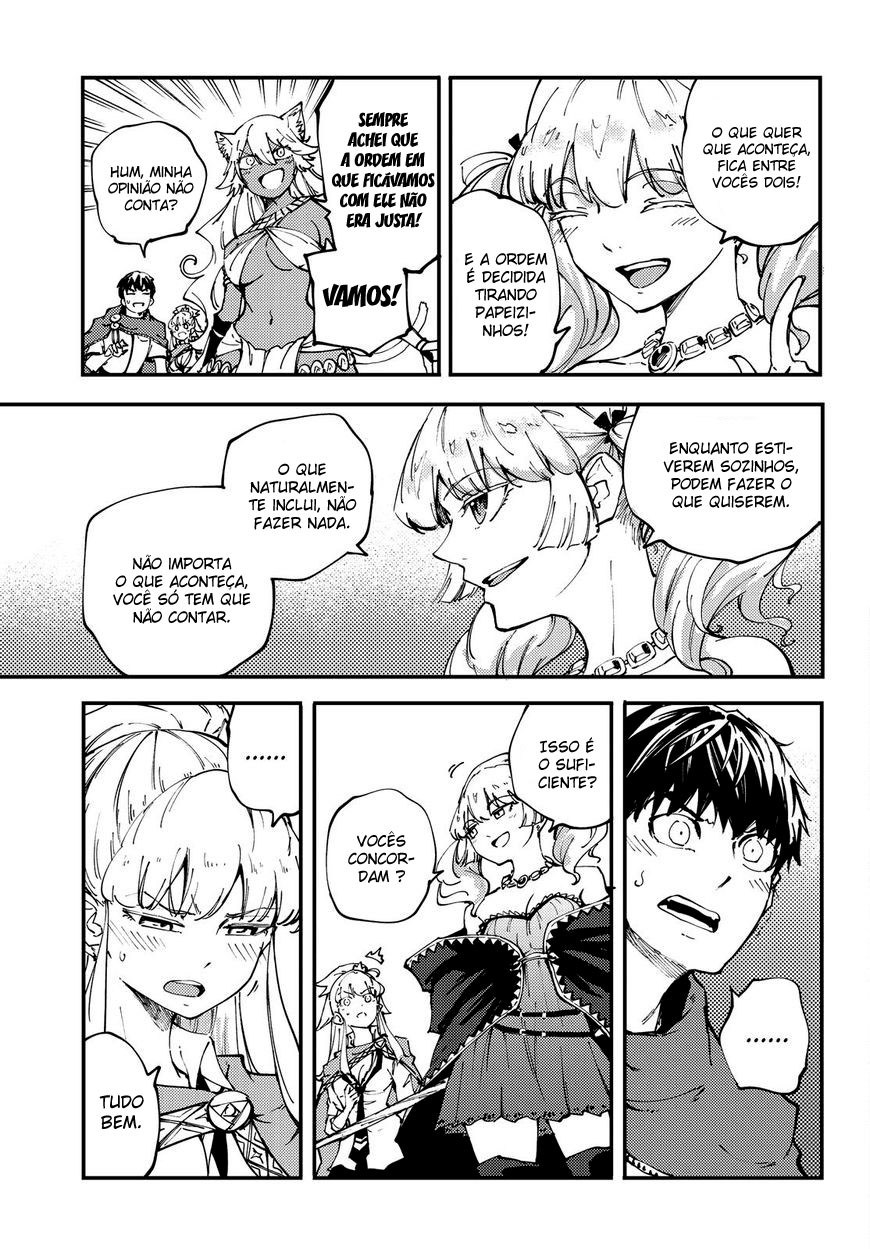 O QUE QUER
QUE ACONTEÇA,
FICA ENTRE
VOCÊS DOIS!
E A ORDEM
É DECIDIDA
TIRANDO
PAPEIZI-
NHOS!
SEMPRE
ACHEI QUE
A ORDEM EM
QUE FICÁVAMOS
COM ELE NÃO
ERA JUSTA!
VAMOS!
HUM, MINHA
OPINIÃO NÃO
CONTA?
ENQUANTO ESTI-
VEREM SOZINHOS,
PODEM FAZER O
QUE QUISEREM.
O QUE
NATURALMEN-
TE INCLUI, NÃO
FAZER NADA.
NÃO IMPORTA
O QUE ACONTEÇA,
VOCÊ SÓ TEM QUE
NÃO CONTAR.
......
ISSO É
O SUFI-
CIENTE?
VOCÊS
CONCOR-
DAM ?
......
TUDO
BEM.